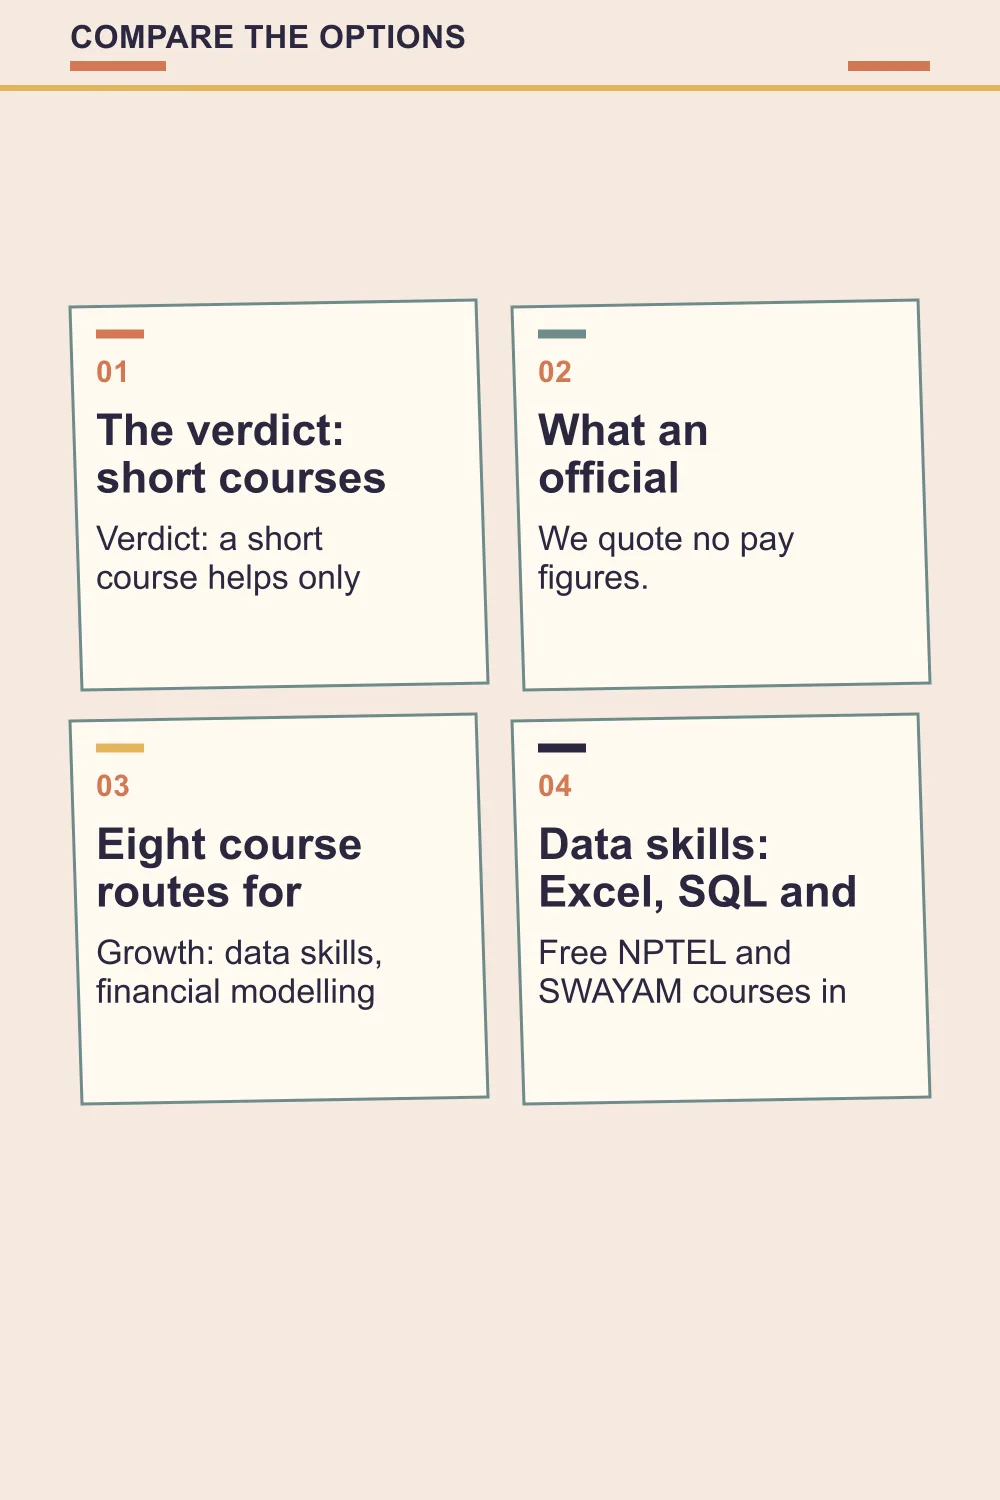 COMPARE THE OPTIONS
01
The verdict:
short courses
Verdict: a short
course helps only
02
What an
official
We quote no pay
figures.
03
Eight course
routes for
Growth: data skills,
financial modelling
04
Data skills:
Excel, SQL and
Free NPTEL and
SWAYAM courses in